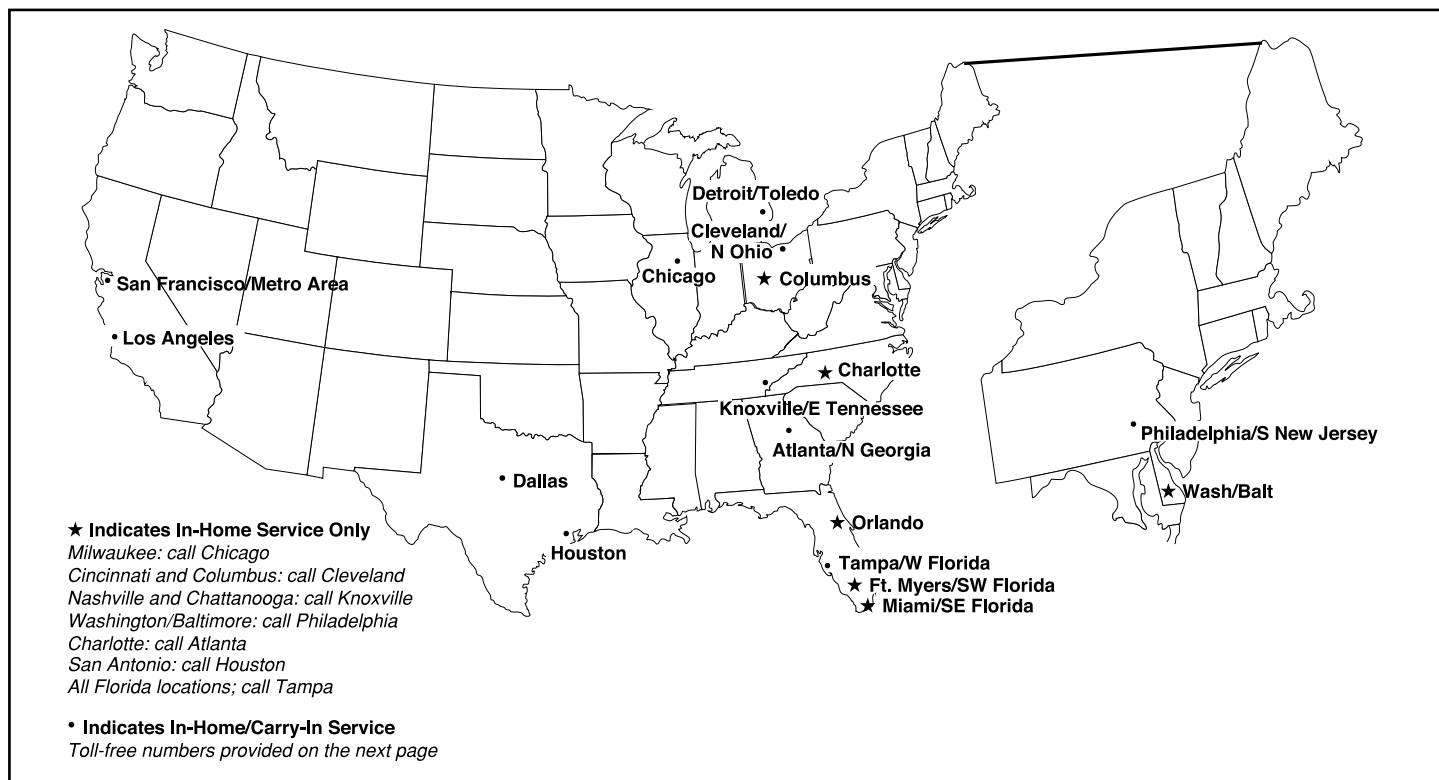 Detroit/Toledo
Cleveland/
N Ohio
Chicago
★ Columbus
San Francisco/Metro Area
Los Angeles
★ Charlotte
Knoxville/E Tennessee
Atlanta/N Georgia
Philadelphia/S New Jersey
Dallas
★ Wash/Balt
★ Orlando
Houston
Tampa/W Florida
★ Ft. Myers/SW Florida
★ Miami/SE Florida
★ Indicates In-Home Service Only
Milwaukee: call Chicago
Cincinnati and Columbus: call Cleveland
Nashville and Chattanooga: call Knoxville
Washington/Baltimore: call Philadelphia
Charlotte: call Atlanta
San Antonio: call Houston
All Florida locations; call Tampa
• Indicates In-Home/Carry-In Service
Toll-free numbers provided on the next page